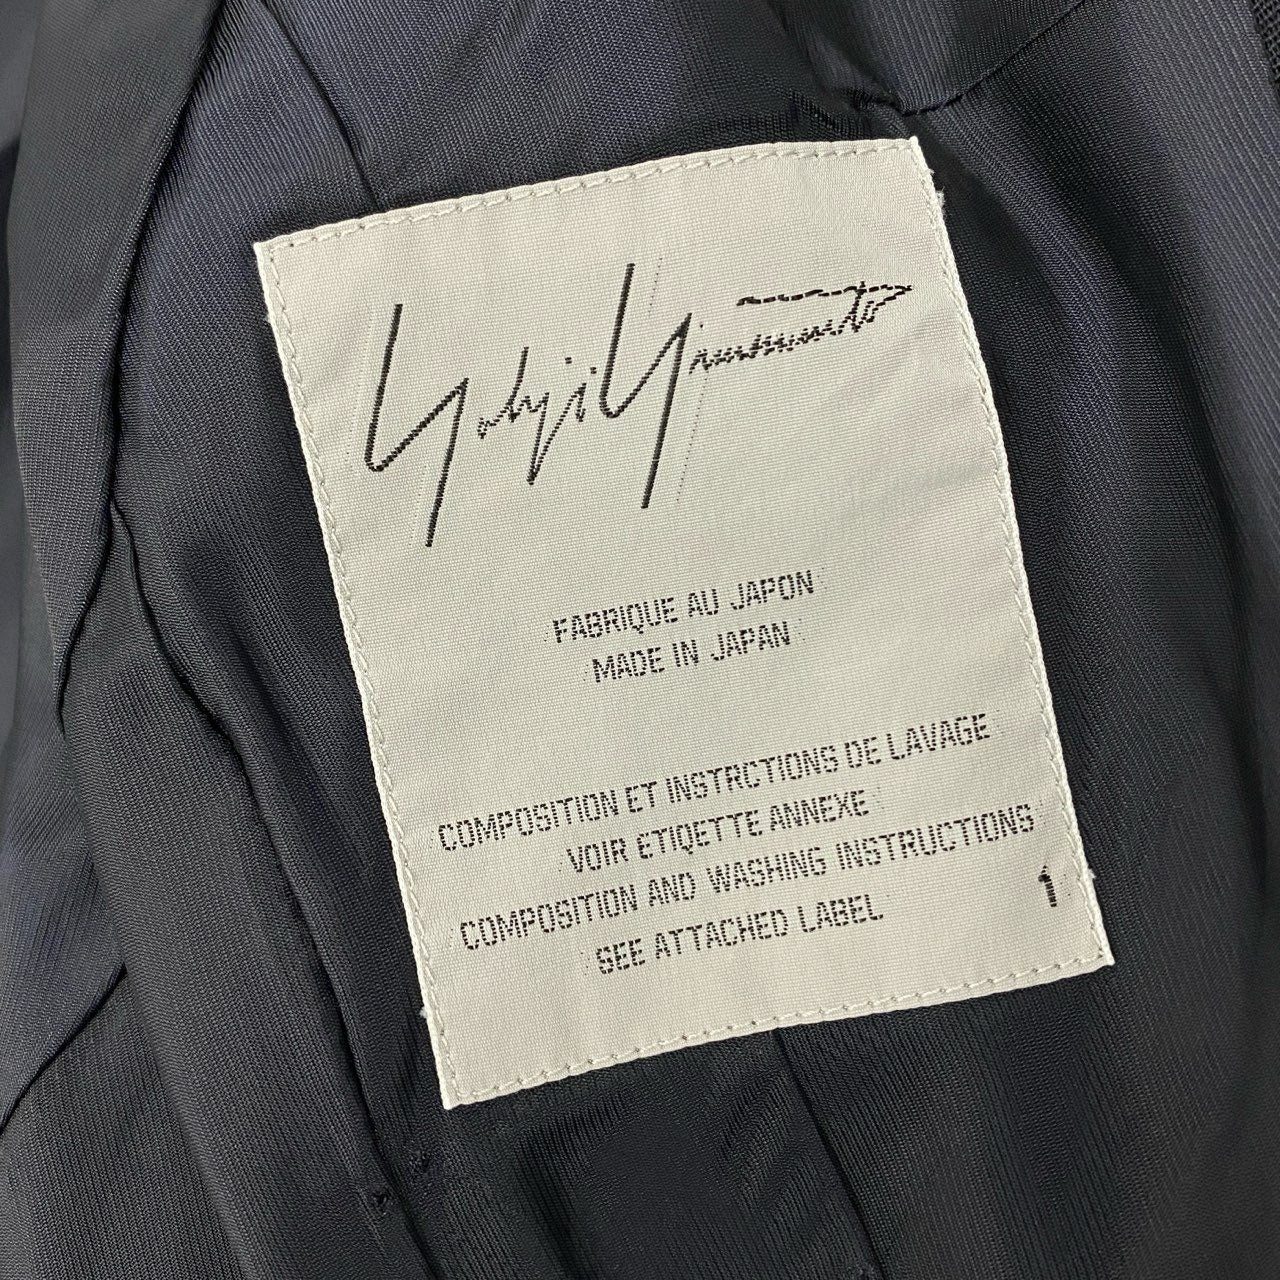 Yohji Yamamoto
FABRIQUE AU JAPON
MADE IN JAPAN
COMPOSITION ET INSTRCTIONS DE LAVAGE
VOIR ETIQETTE ANNEXE
COMPOSITION AND WASHING INSTRUCTIONS
SEE ATTACHED LABEL
1